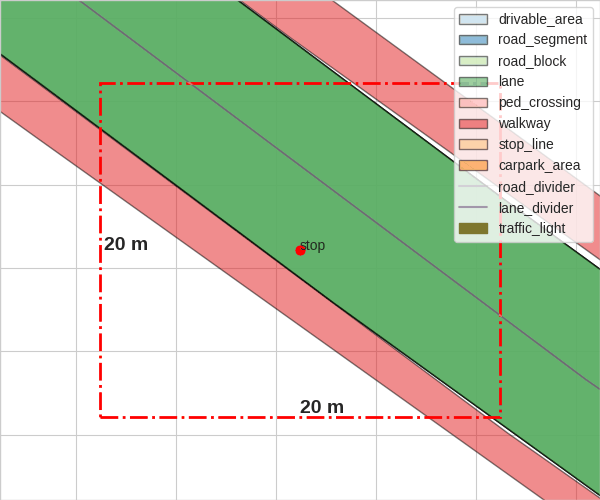 drivable_area
road_segment
road_block
lane
ped_crossing
walkway
stop_line
carpark_area
road_divider
lane_divider
traffic_light
20 m
stop
20 m